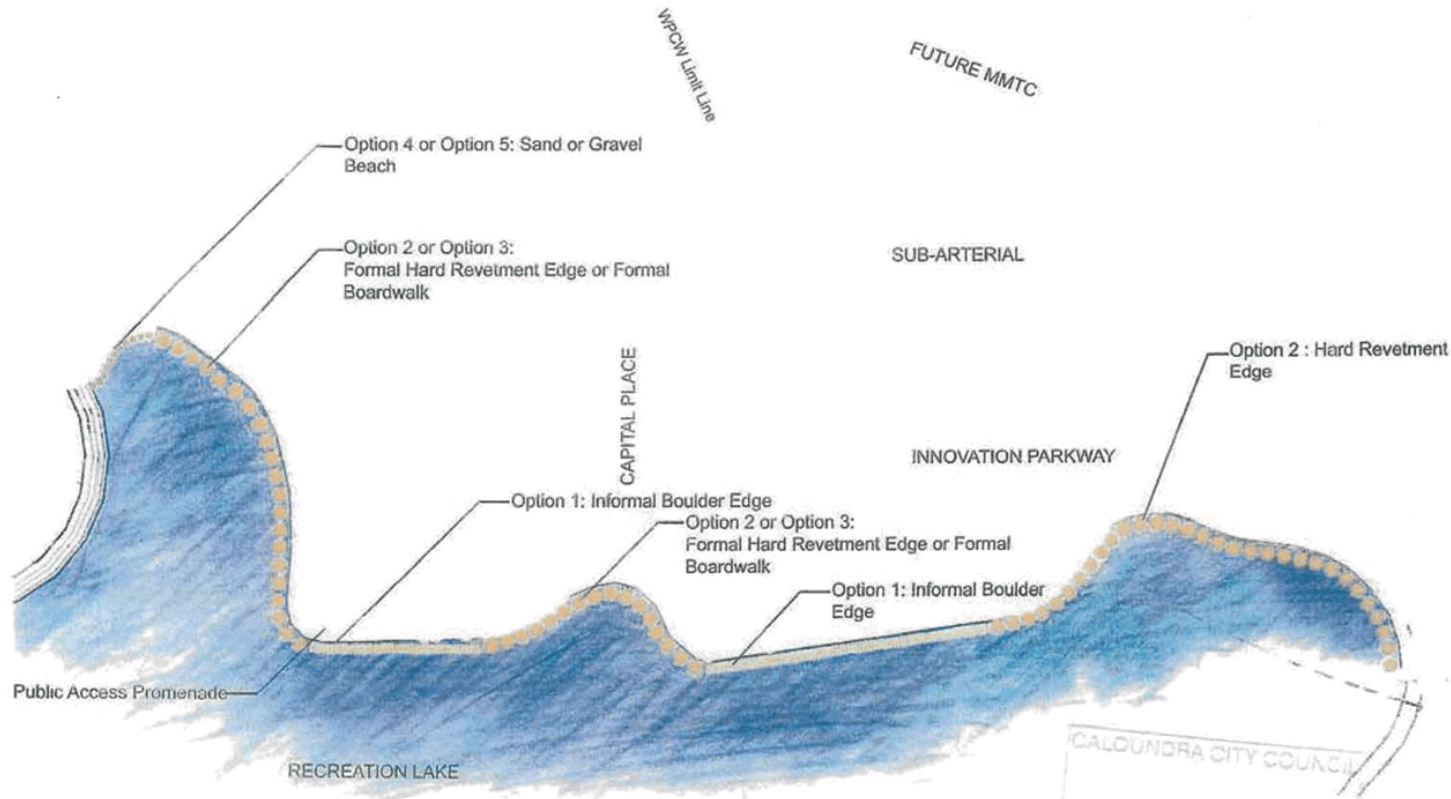 WPCW Limit Line
FUTURE MMTC
Option 4 or Option 5: Sand or Gravel
Beach
Option 2 or Option 3:
Formal Hard Revetment Edge or Formal
Boardwalk
SUB-ARTERIAL
Option 2 : Hard Revetment
Edge
CAPITAL PLACE
INNOVATION PARKWAY
Option 1: Informal Boulder Edge
Option 2 or Option 3:
Formal Hard Revetment Edge or Formal
Boardwalk
Option 1: Informal Boulder
Edge
Public Access Promenade
RECREATION LAKE
CALOUNDRA CITY COUNCIL